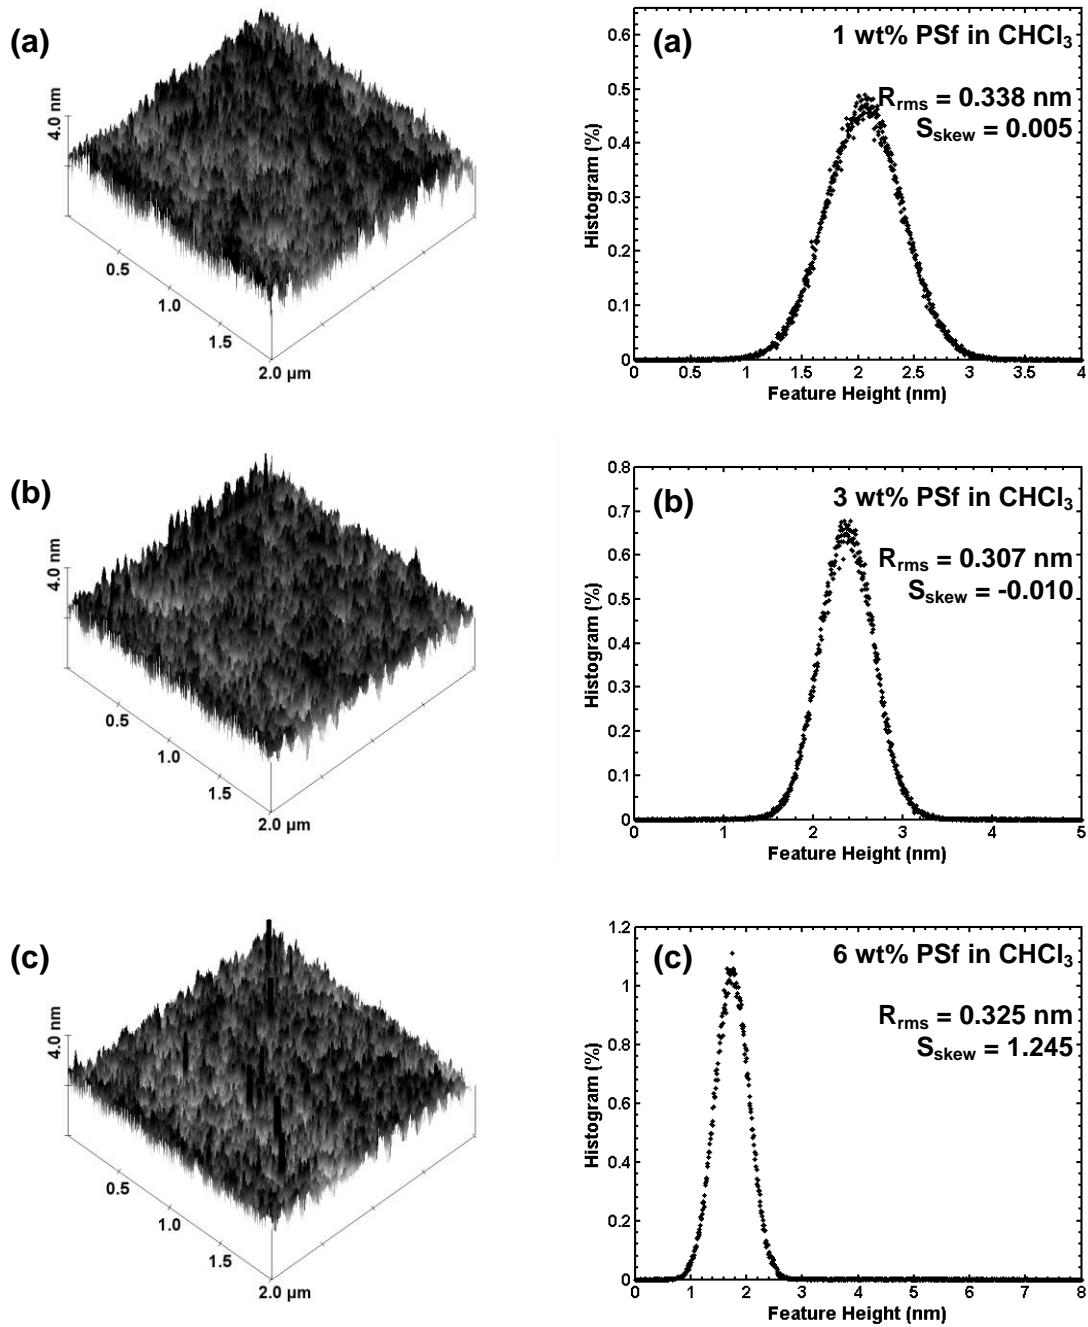 (a)
4.0 nm
0.5
1.0
1.5
2.0 µm
(a)
1 wt% PSf in CHCl₃
Rrms = 0.338 nm
Sskew = 0.005
Histogram (%)
0.6
0.5
0.4
0.3
0.2
0.1
0
0 0.5 1 1.5 2 2.5 3 3.5 4
Feature Height (nm)
(b)
4.0 nm
0.5
1.0
1.5
2.0 µm
(b)
3 wt% PSf in CHCl₃
Rrms = 0.307 nm
Sskew = -0.010
Histogram (%)
0.8
0.7
0.6
0.5
0.4
0.3
0.2
0.1
0
0 1 2 3 4 5
Feature Height (nm)
(c)
4.0 nm
0.5
1.0
1.5
2.0 µm
(c)
6 wt% PSf in CHCl₃
Rrms = 0.325 nm
Sskew = 1.245
Histogram (%)
1.2
1
0.8
0.6
0.4
0.2
0
0 1 2 3 4 5 6 7 8
Feature Height (nm)